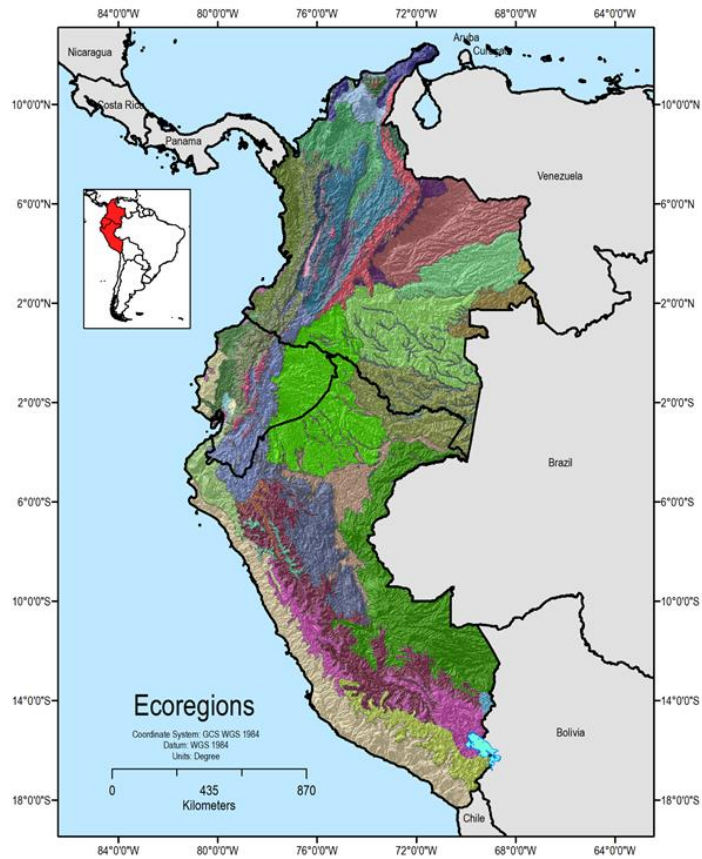 84°0'0"W 80°0'0"W 76°0'0"W 72°0'0"W 68°0'0"W 64°0'0"W
Aruba
Nicaragua
Curaçao
10°0'0"N
10°0'0"N
Costa Rica
Panama
Venezuela
6°0'0"N
6°0'0"N
2°0'0"N
2°0'0"N
2°0'0"S
2°0'0"S
Brazil
6°0'0"S
6°0'0"S
10°0'0"S
10°0'0"S
14°0'0"S
14°0'0"S
Ecoregions
Coordinate System: GCS WGS 1984
Datum: WGS 1984
Units: Degree
Bolivia
0 435 870
Kilometers
18°0'0"S
18°0'0"S
Chile
84°0'0"W 80°0'0"W 76°0'0"W 72°0'0"W 68°0'0"W 64°0'0"W